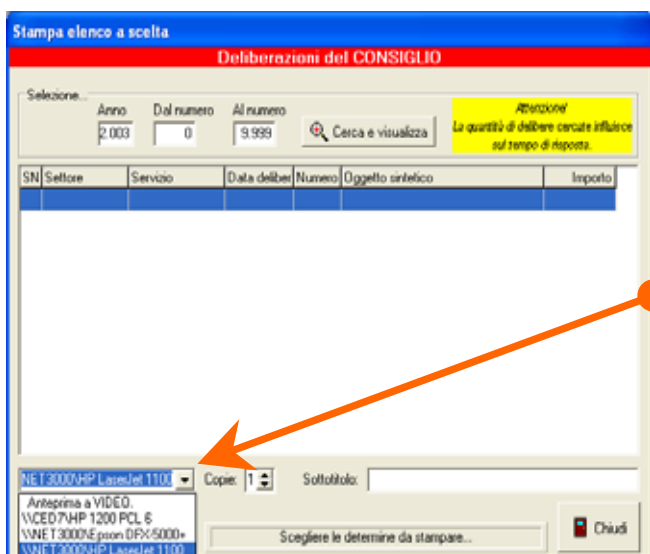 Stampa elenco a scelta
Deliberazioni del CONSIGLIO
Selezione...
Anno Dal numero Al numero
2.003 0 9.999 Cerca e visualizza
Attenzione!
La quantità di delibere cercate influisce
sul tempo di risposta.
SN Settore Servizio Data deliber Numero Oggetto sintetico Importo
NET3000\HP LaserJet 1100 Copie: 1 Sottotitolo:
Anteprima a VIDEO.
\\CED7\HP 1200 PCL 6
\\NET3000\Epson DFX-5000+
\\NET3000\HP LaserJet 1100
Scegliere le determine da stampare...
Chiudi